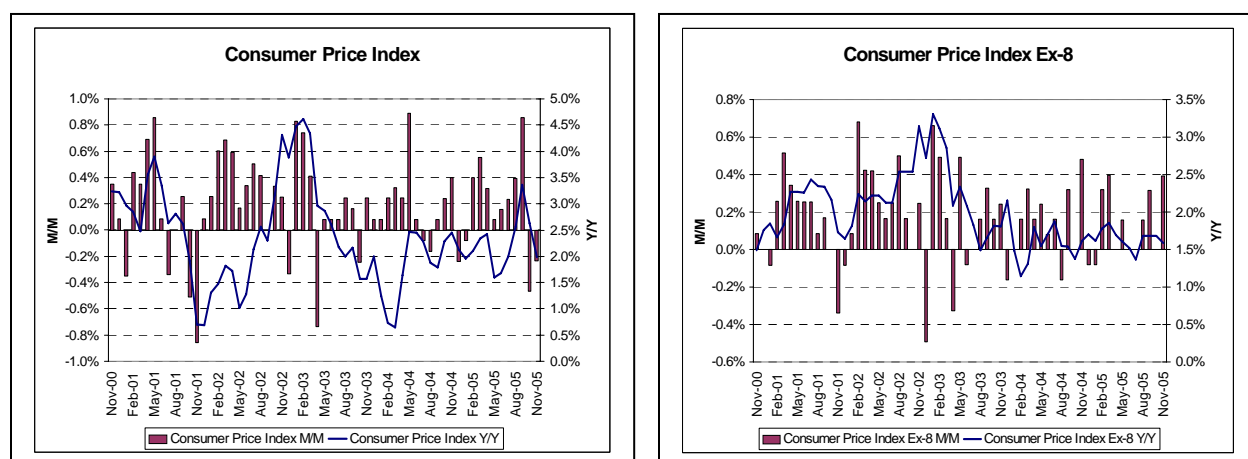 Consumer Price Index
1.0%
0.8%
0.6%
0.4%
0.2%
0.0%
-0.2%
-0.4%
-0.6%
-0.8%
-1.0%
M/M
5.0%
4.5%
4.0%
3.5%
3.0%
2.5%
2.0%
1.5%
1.0%
0.5%
0.0%
Y/Y
Nov-00
Feb-01
May-01
Aug-01
Nov-01
Feb-02
May-02
Aug-02
Nov-02
Feb-03
May-03
Aug-03
Nov-03
Feb-04
May-04
Aug-04
Nov-04
Feb-05
May-05
Aug-05
Nov-05
Consumer Price Index M/M
Consumer Price Index Y/Y
Consumer Price Index Ex-8
0.8%
0.6%
0.4%
0.2%
0.0%
-0.2%
-0.4%
-0.6%
M/M
3.5%
3.0%
2.5%
2.0%
1.5%
1.0%
0.5%
0.0%
Y/Y
Nov-00
Feb-01
May-01
Aug-01
Nov-01
Feb-02
May-02
Aug-02
Nov-02
Feb-03
May-03
Aug-03
Nov-03
Feb-04
May-04
Aug-04
Nov-04
Feb-05
May-05
Aug-05
Nov-05
Consumer Price Index Ex-8 M/M
Consumer Price Index Ex-8 Y/Y